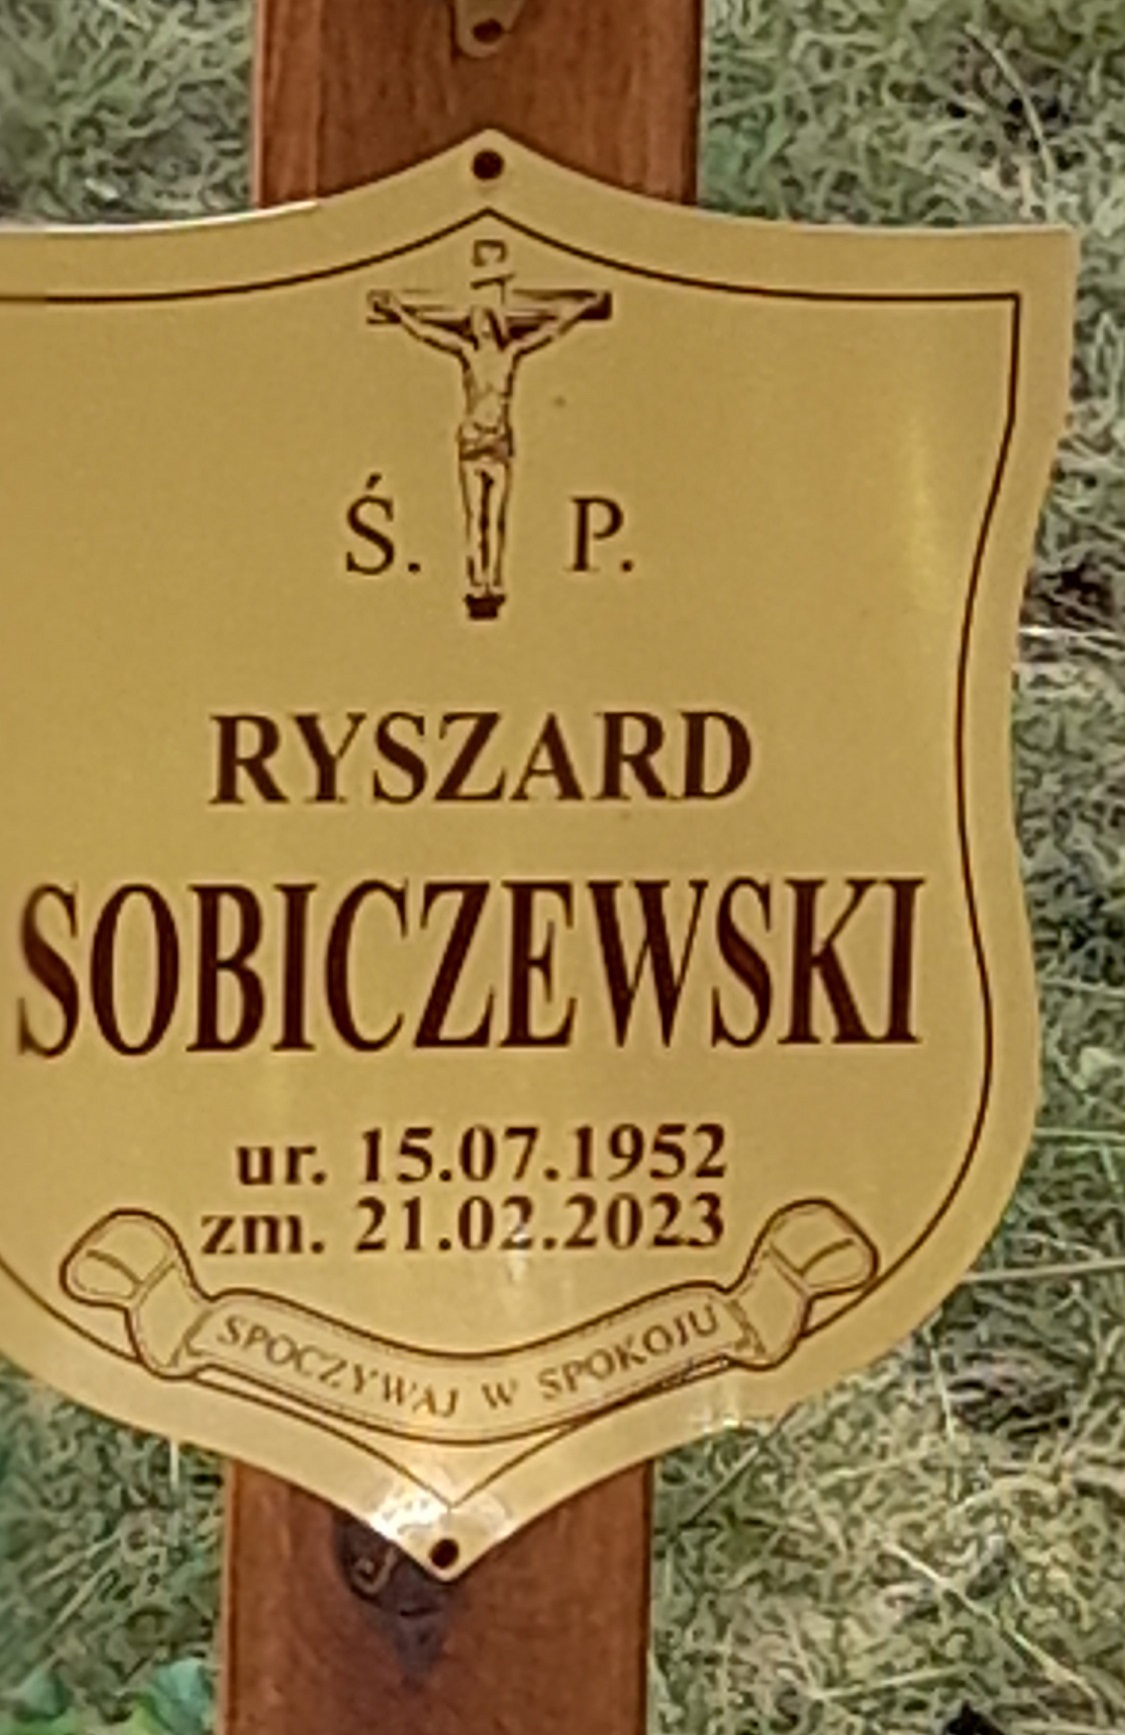 Ś. P.
RYSZARD
SOBICZEWSKI
ur. 15.07.1952
zm. 21.02.2023
SPOCZYWAJ W SPOKOJU